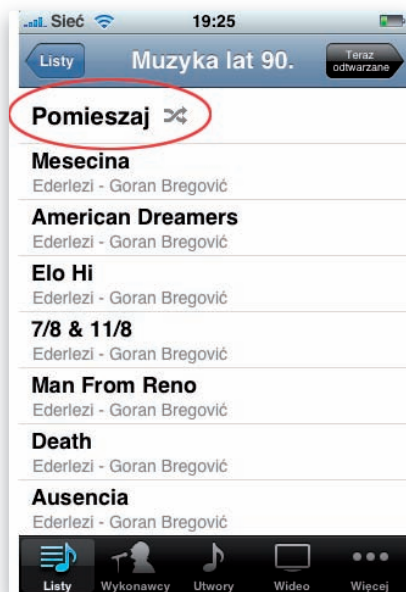 Sieć 19:25
Listy Muzyka lat 90. Teraz odtwarzane
Pomieszaj
Mesecina
Ederlezi - Goran Bregović
American Dreamers
Ederlezi - Goran Bregović
Elo Hi
Ederlezi - Goran Bregović
7/8 & 11/8
Ederlezi - Goran Bregović
Man From Reno
Ederlezi - Goran Bregović
Death
Ederlezi - Goran Bregović
Ausencia
Ederlezi - Goran Bregović
Listy Wykonawcy Utwory Wideo Więcej